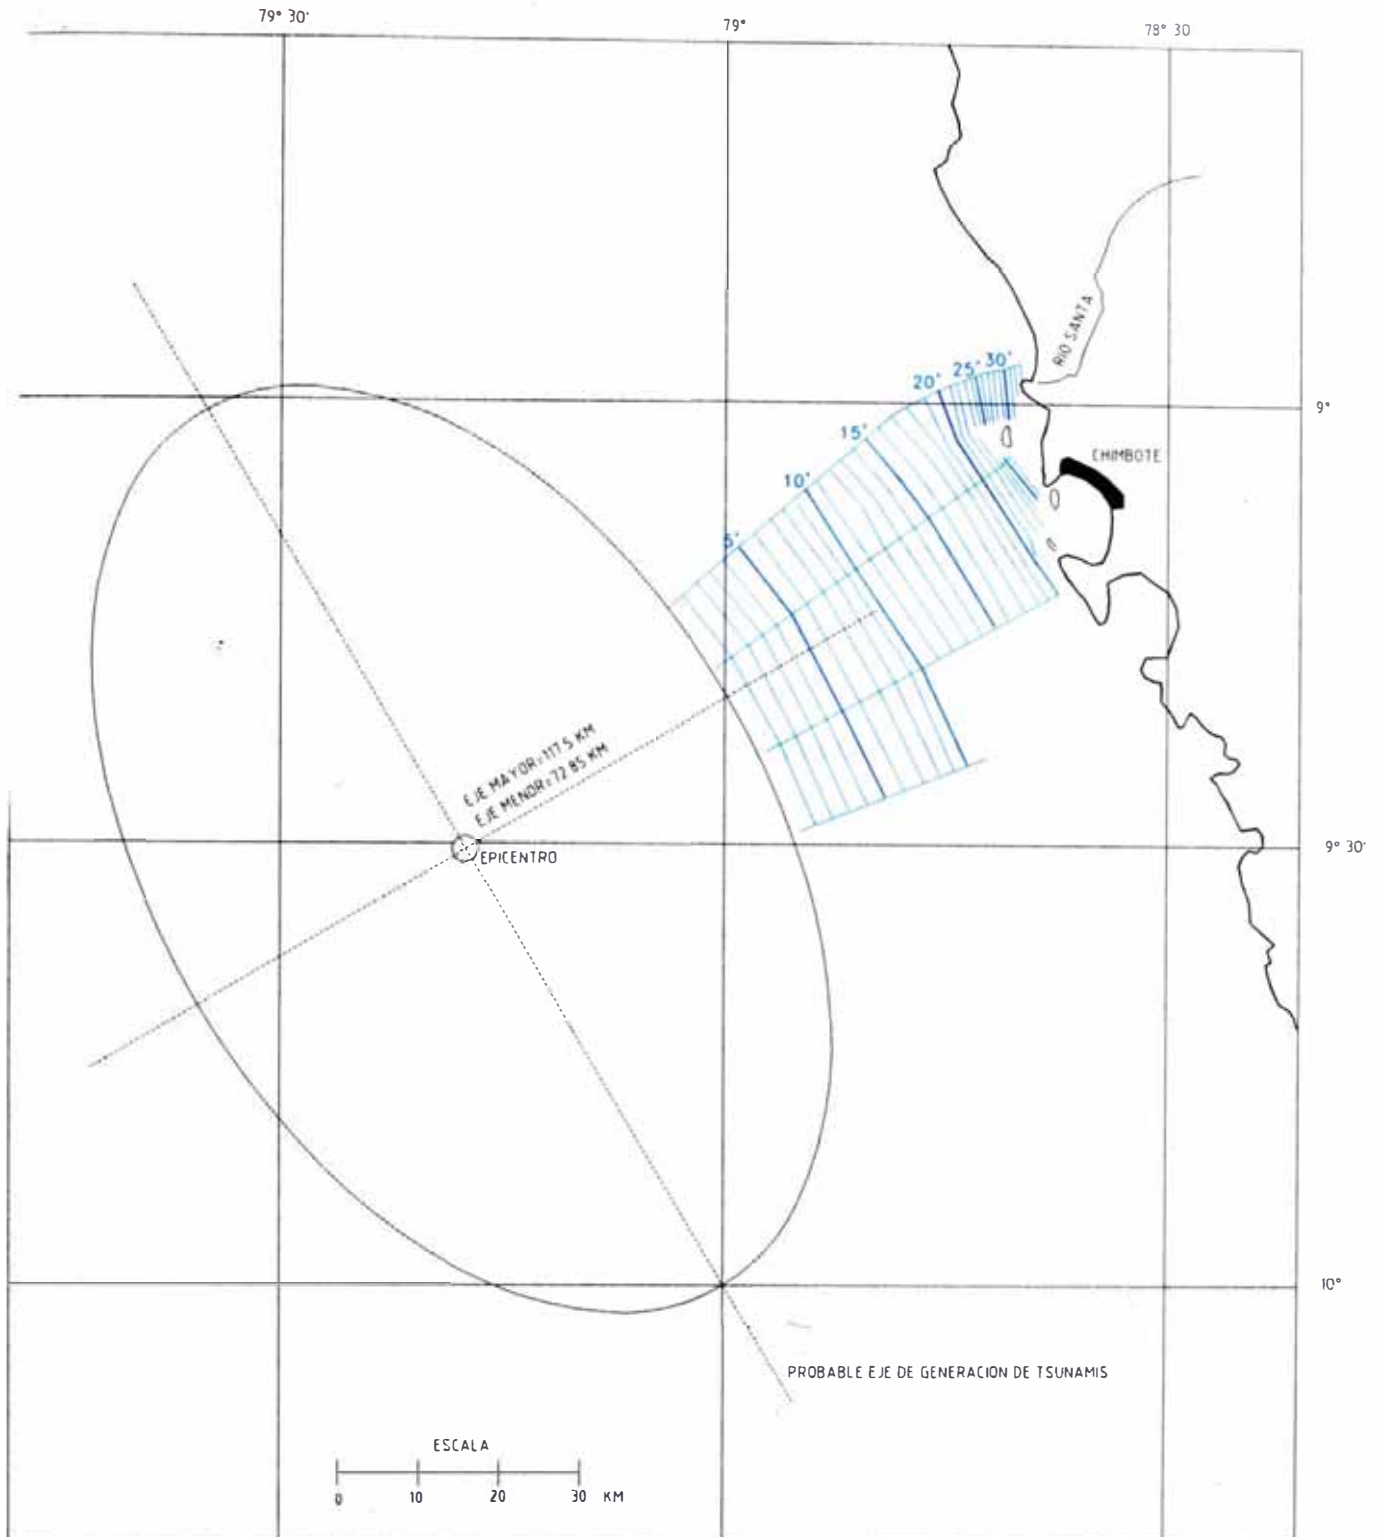 79° 30'
79°
78° 30
RIO SANTA
20'
25'
30'
9°
15'
CHIMBOTE
10'
5'
EJE MAYOR=117.5 KM
EJE MENOR=72.85 KM
EPICENTRO
9° 30'
10°
PROBABLE EJE DE GENERACION DE TSUNAMIS
ESCALA
0 10 20 30 KM